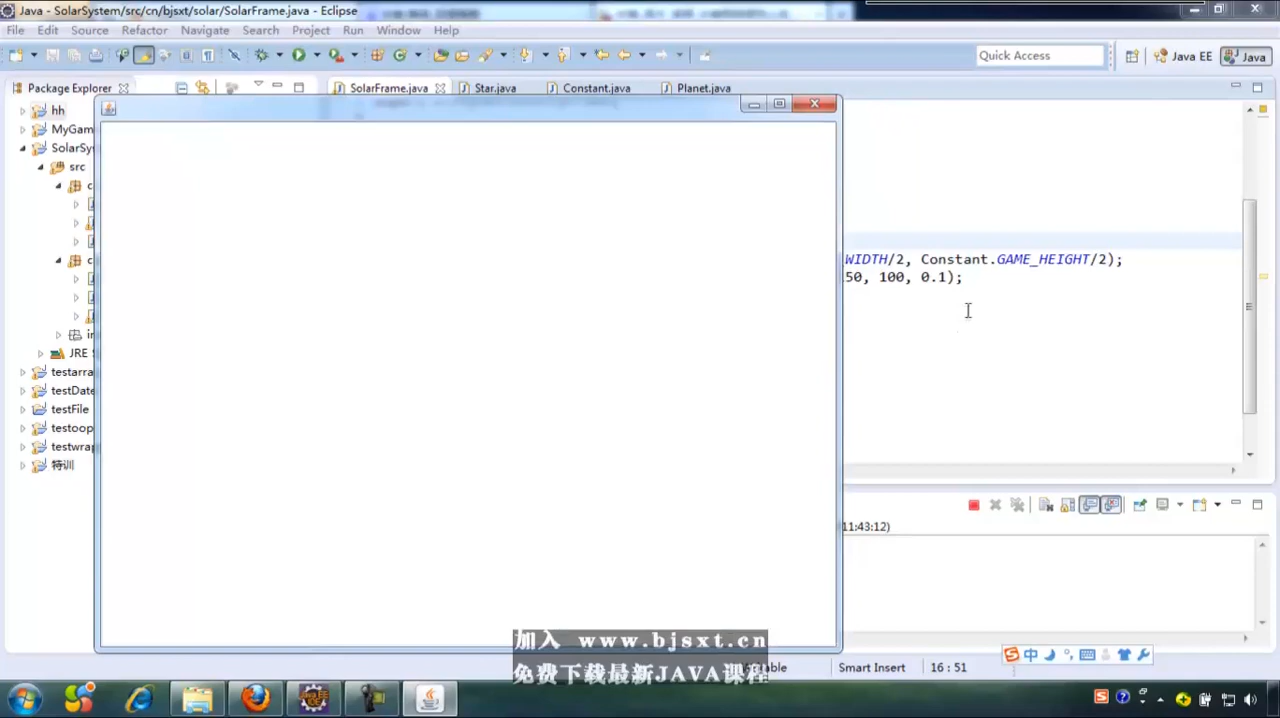 Java - SolarSystem/src/cn/bjsxt/solar/SolarFrame.java - Eclipse
File Edit Source Refactor Navigate Search Project Run Window Help
Quick Access
Java EE
Java
Package Explorer
SolarFrame.java
Star.java
Constant.java
Planet.java
hh
MyGam
SolarSy
src
c
c
in
JRE S
testarra
testDate
testFile
testoop
testwrap
特训
WIDTH/2, Constant.GAME_HEIGHT/2);
50, 100, 0.1);
11:43:12)
加入 www.bjsxt.cn
免费下载最新JAVA课程
Smart Insert
16 : 51
中